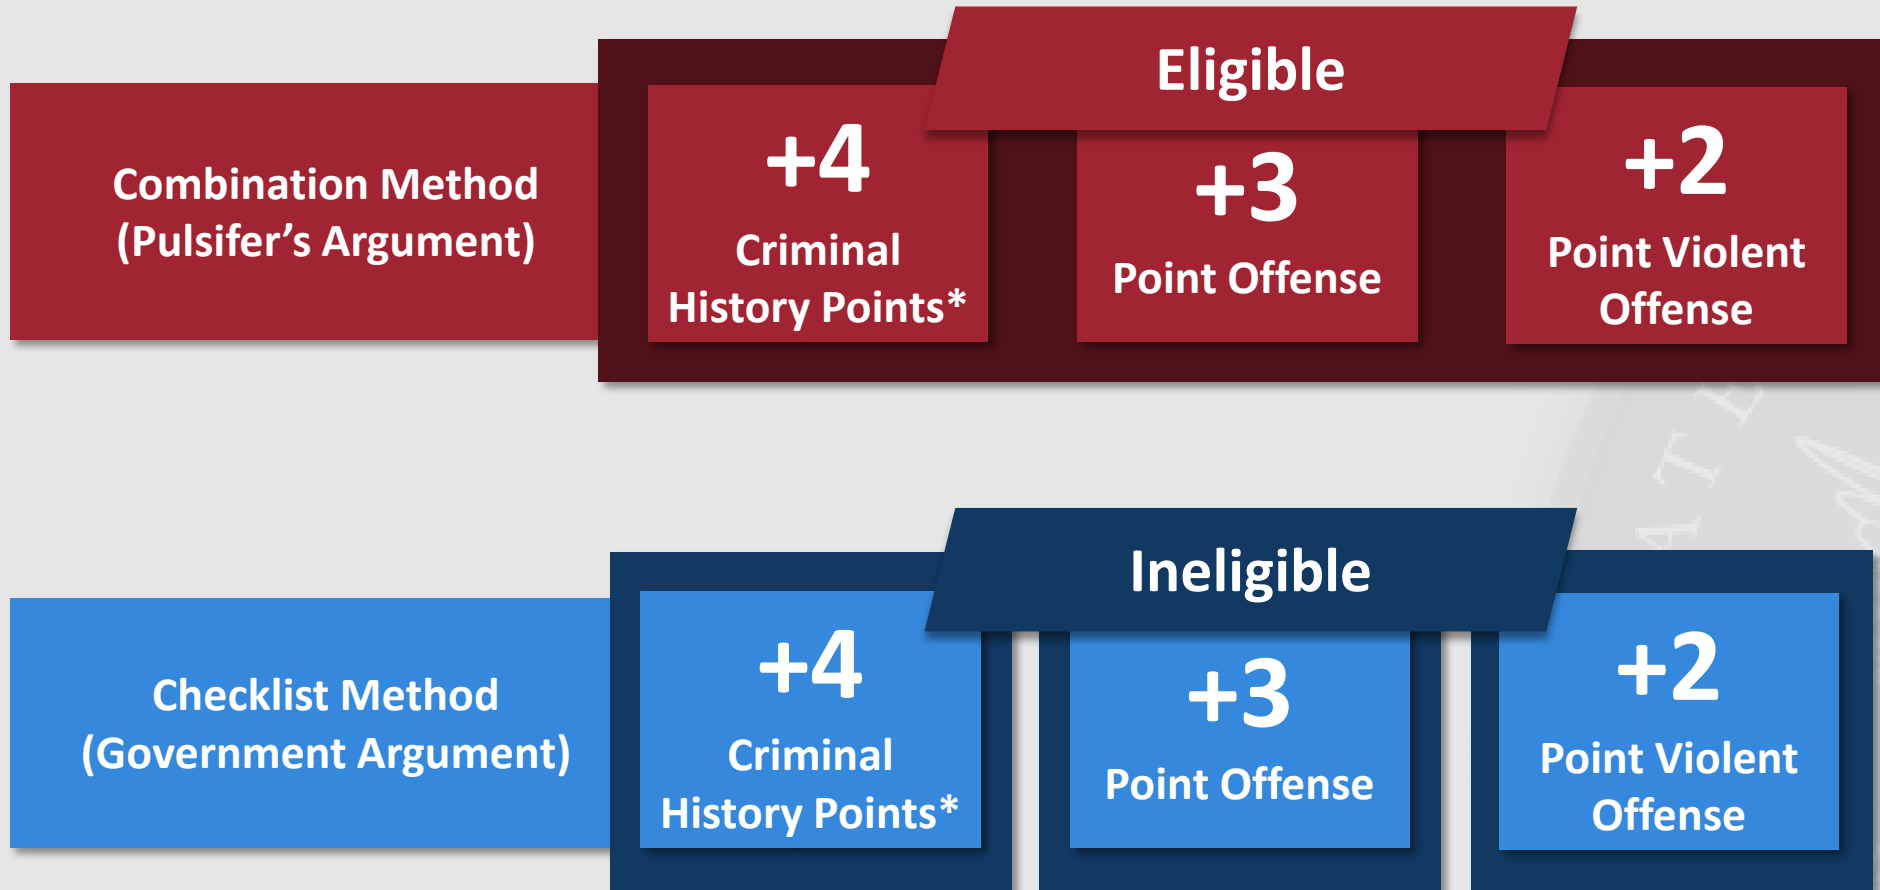 Eligible
Combination Method
(Pulsifer’s Argument)
+4
Criminal
History Points*
+3
Point Offense
+2
Point Violent
Offense
Ineligible
Checklist Method
(Government Argument)
+4
Criminal
History Points*
+3
Point Offense
+2
Point Violent
Offense